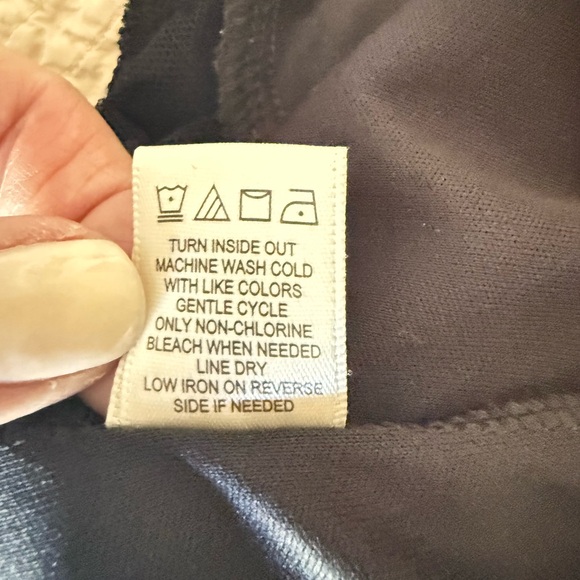 TURN INSIDE OUT
MACHINE WASH COLD
WITH LIKE COLORS
GENTLE CYCLE
ONLY NON-CHLORINE
BLEACH WHEN NEEDED
LINE DRY
LOW IRON ON REVERSE
SIDE IF NEEDED